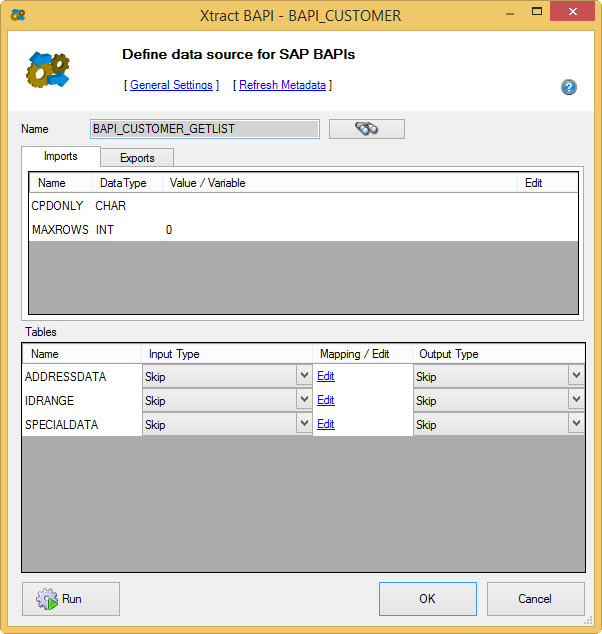 Xtract BAPI - BAPI_CUSTOMER
Define data source for SAP BAPIs
[ General Settings ] [ Refresh Metadata ]
?
Name BAPI_CUSTOMER_GETLIST
Imports Exports
Name DataType Value / Variable Edit
CPDONLY CHAR
MAXROWS INT 0
Tables
Name Input Type Mapping / Edit Output Type
ADDRESSDATA Skip Edit Skip
IDRANGE Skip Edit Skip
SPECIALDATA Skip Edit Skip
Run OK Cancel